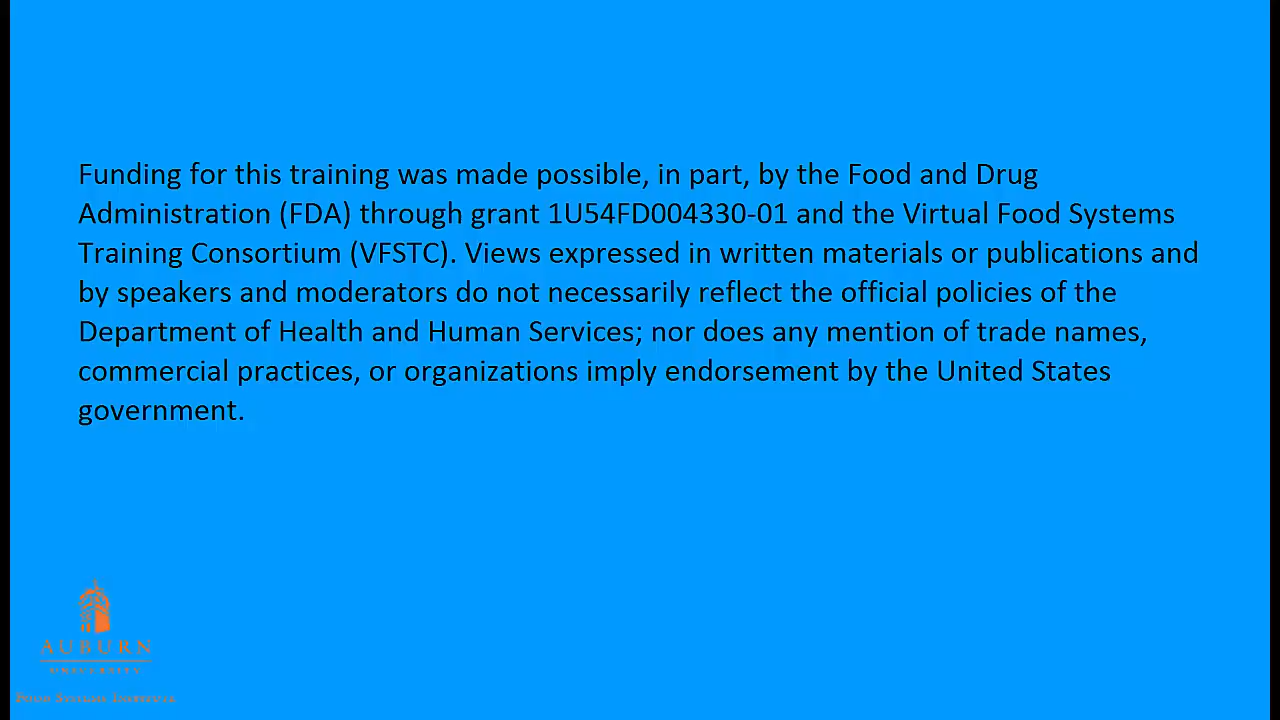 Funding for this training was made possible, in part, by the Food and Drug
Administration (FDA) through grant 1U54FD004330-01 and the Virtual Food Systems
Training Consortium (VFSTC). Views expressed in written materials or publications and
by speakers and moderators do not necessarily reflect the official policies of the
Department of Health and Human Services; nor does any mention of trade names,
commercial practices, or organizations imply endorsement by the United States
government.
AUBURN
UNIVERSITY
FOOD SYSTEMS INSTITUTE